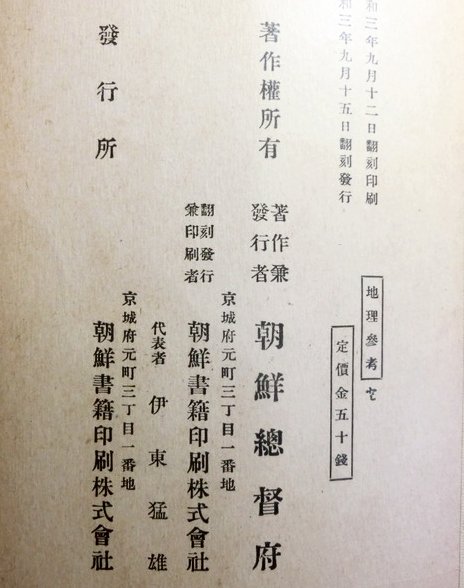 和三年九月十二日翻刻印刷
和三年九月十五日翻刻發行
地理參考
定價金五十錢
著作權所有
著作兼
發行者
朝鮮總督府
翻刻發行
兼印刷者
京城府元町三丁目一番地
朝鮮書籍印刷株式會社
代表者 伊東猛雄
發行所
京城府元町三丁目一番地
朝鮮書籍印刷株式會社